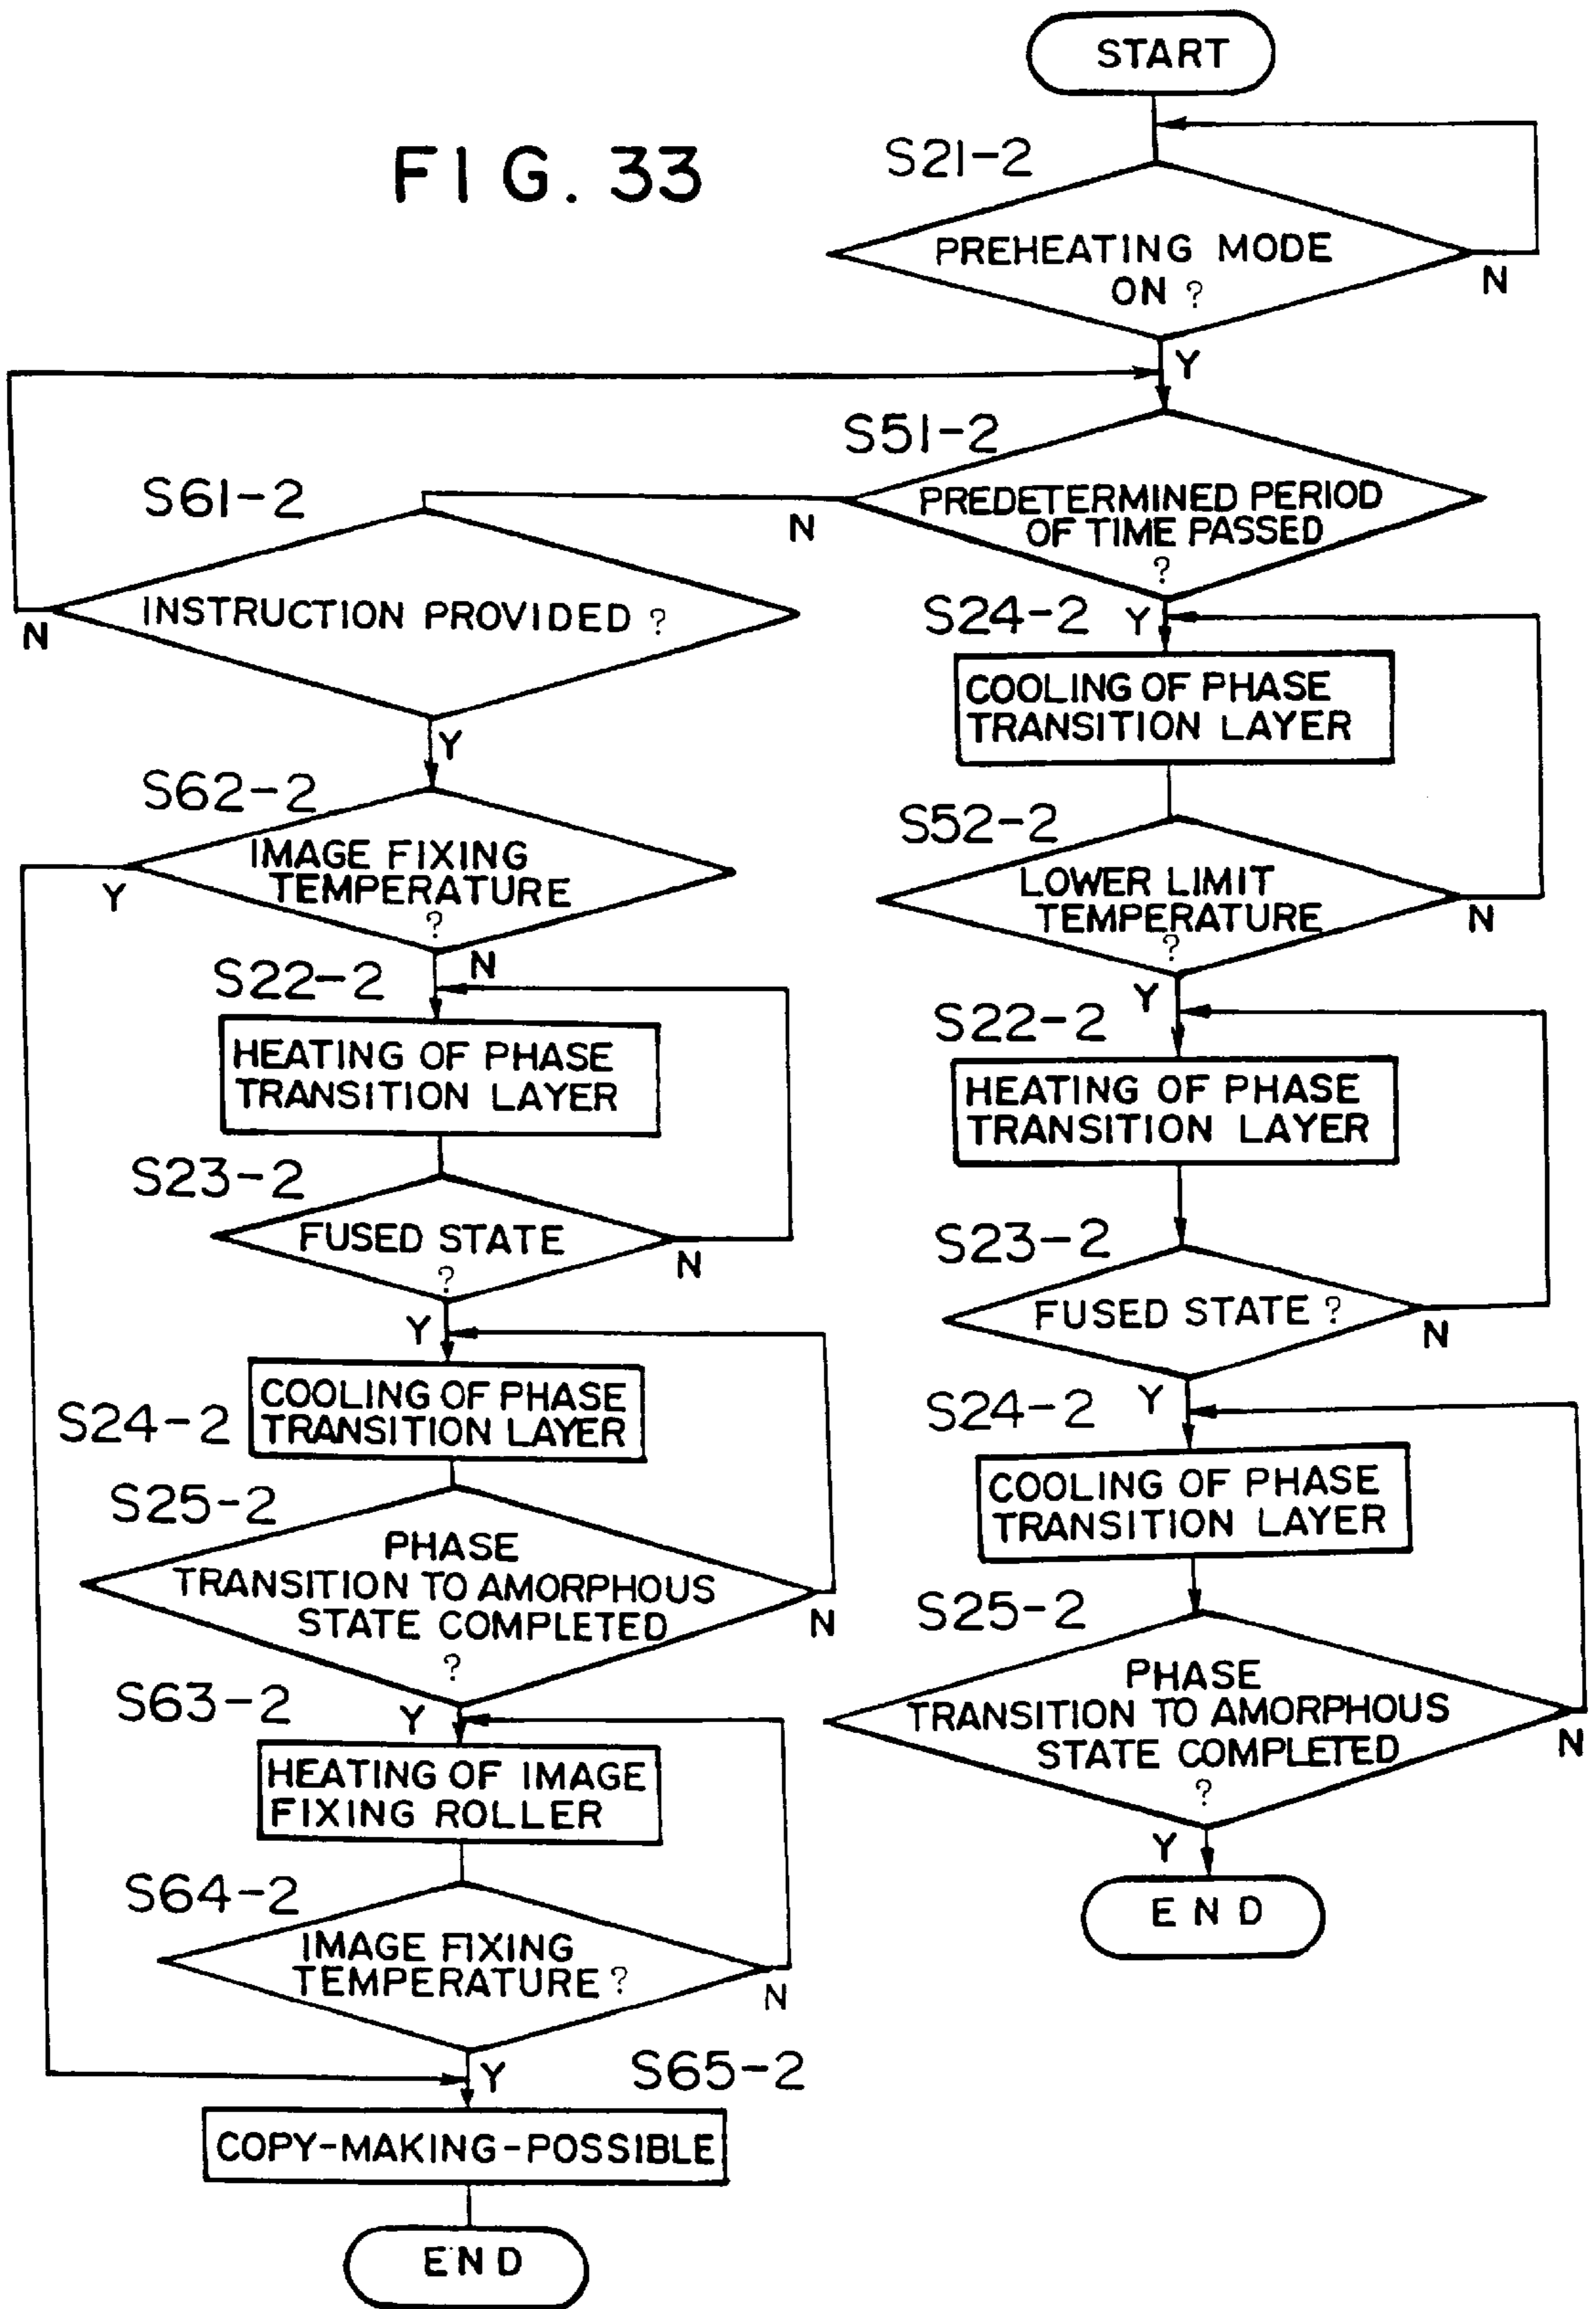 START
FIG. 33
S21-2
PREHEATING MODE
ON ?
N
Y
S51-2
PREDETERMINED PERIOD
OF TIME PASSED
?
N
S61-2
INSTRUCTION PROVIDED ?
N
Y
S24-2
Y
COOLING OF PHASE
TRANSITION LAYER
S52-2
LOWER LIMIT
TEMPERATURE
?
N
Y
S22-2
HEATING OF PHASE
TRANSITION LAYER
S23-2
FUSED STATE ?
N
Y
S24-2
COOLING OF PHASE
TRANSITION LAYER
S25-2
PHASE
TRANSITION TO AMORPHOUS
STATE COMPLETED
?
N
Y
END
S62-2
IMAGE FIXING
TEMPERATURE
?
Y
N
S22-2
HEATING OF PHASE
TRANSITION LAYER
S23-2
FUSED STATE
?
N
Y
S24-2
COOLING OF PHASE
TRANSITION LAYER
S25-2
PHASE
TRANSITION TO AMORPHOUS
STATE COMPLETED
?
N
S63-2
Y
HEATING OF IMAGE
FIXING ROLLER
S64-2
IMAGE FIXING
TEMPERATURE ?
N
Y
S65-2
COPY-MAKING-POSSIBLE
END